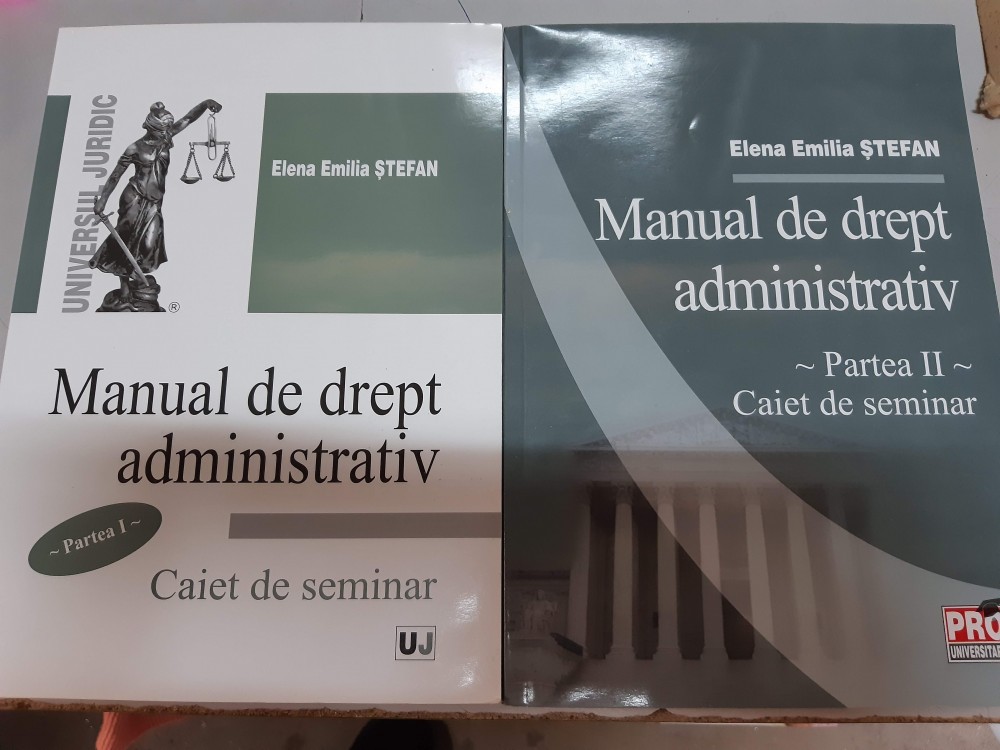 UNIVERSUL JURIDIC
®
Elena Emilia ȘTEFAN
Manual de drept
administrativ
~ Partea I ~
Caiet de seminar
UJ
Elena Emilia ȘTEFAN
Manual de drept
administrativ
~ Partea II ~
Caiet de seminar
PRO
UNIVERSITAR